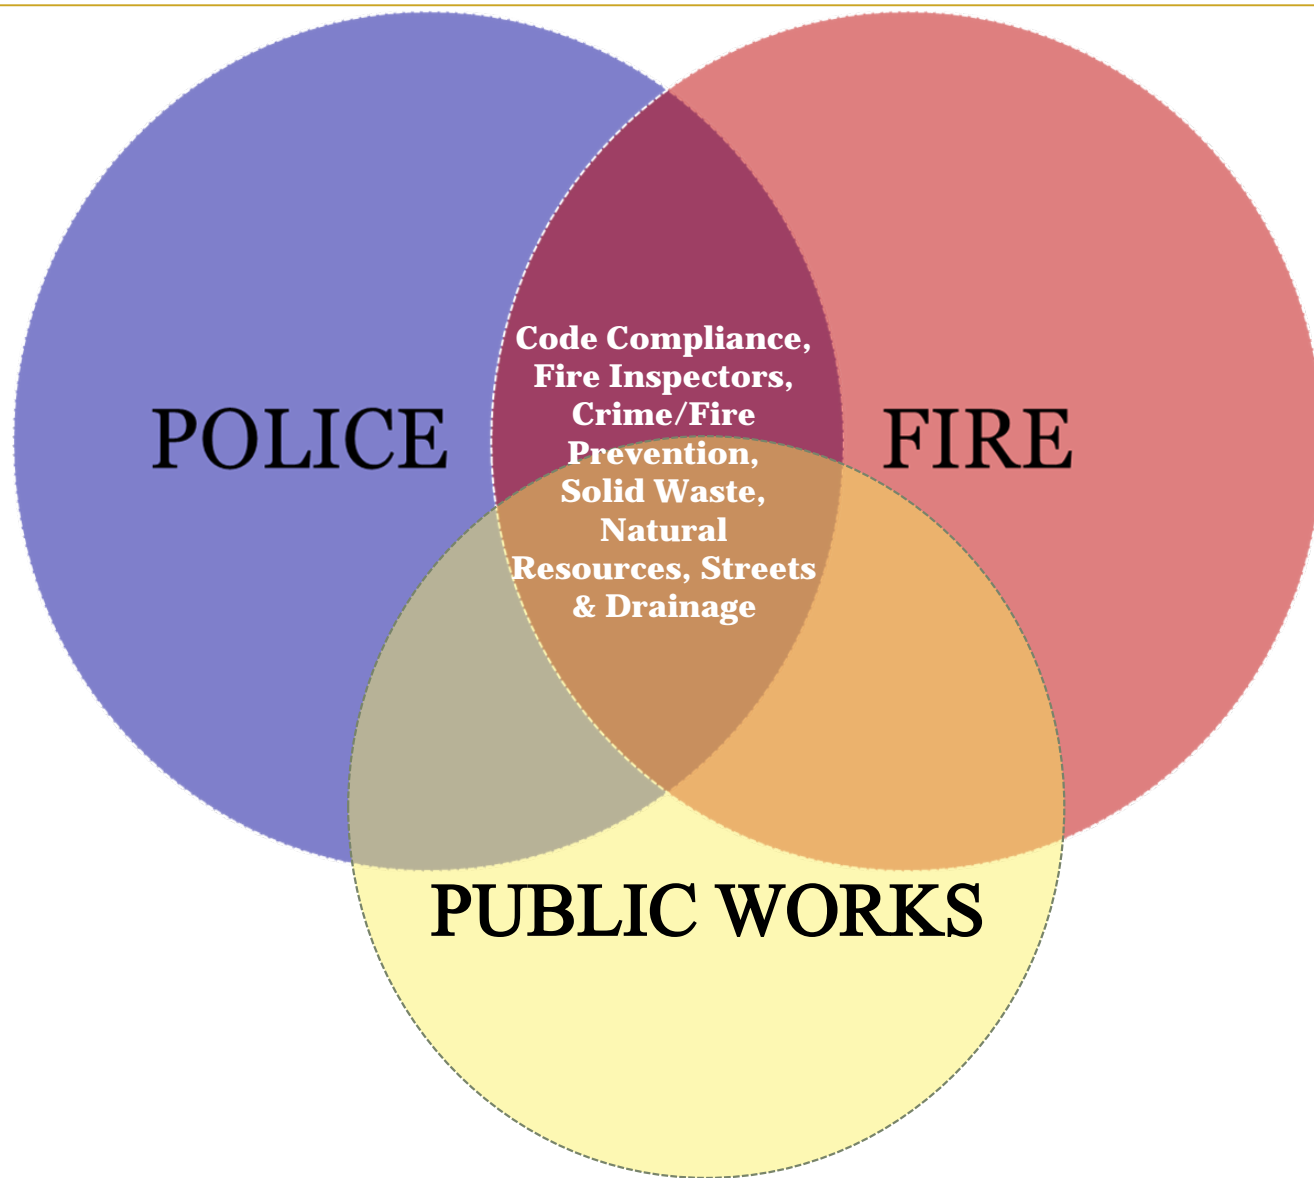 Code Compliance,
Fire Inspectors,
Crime/Fire
Prevention,
Solid Waste,
Natural
Resources, Streets
& Drainage
POLICE
FIRE
PUBLIC WORKS